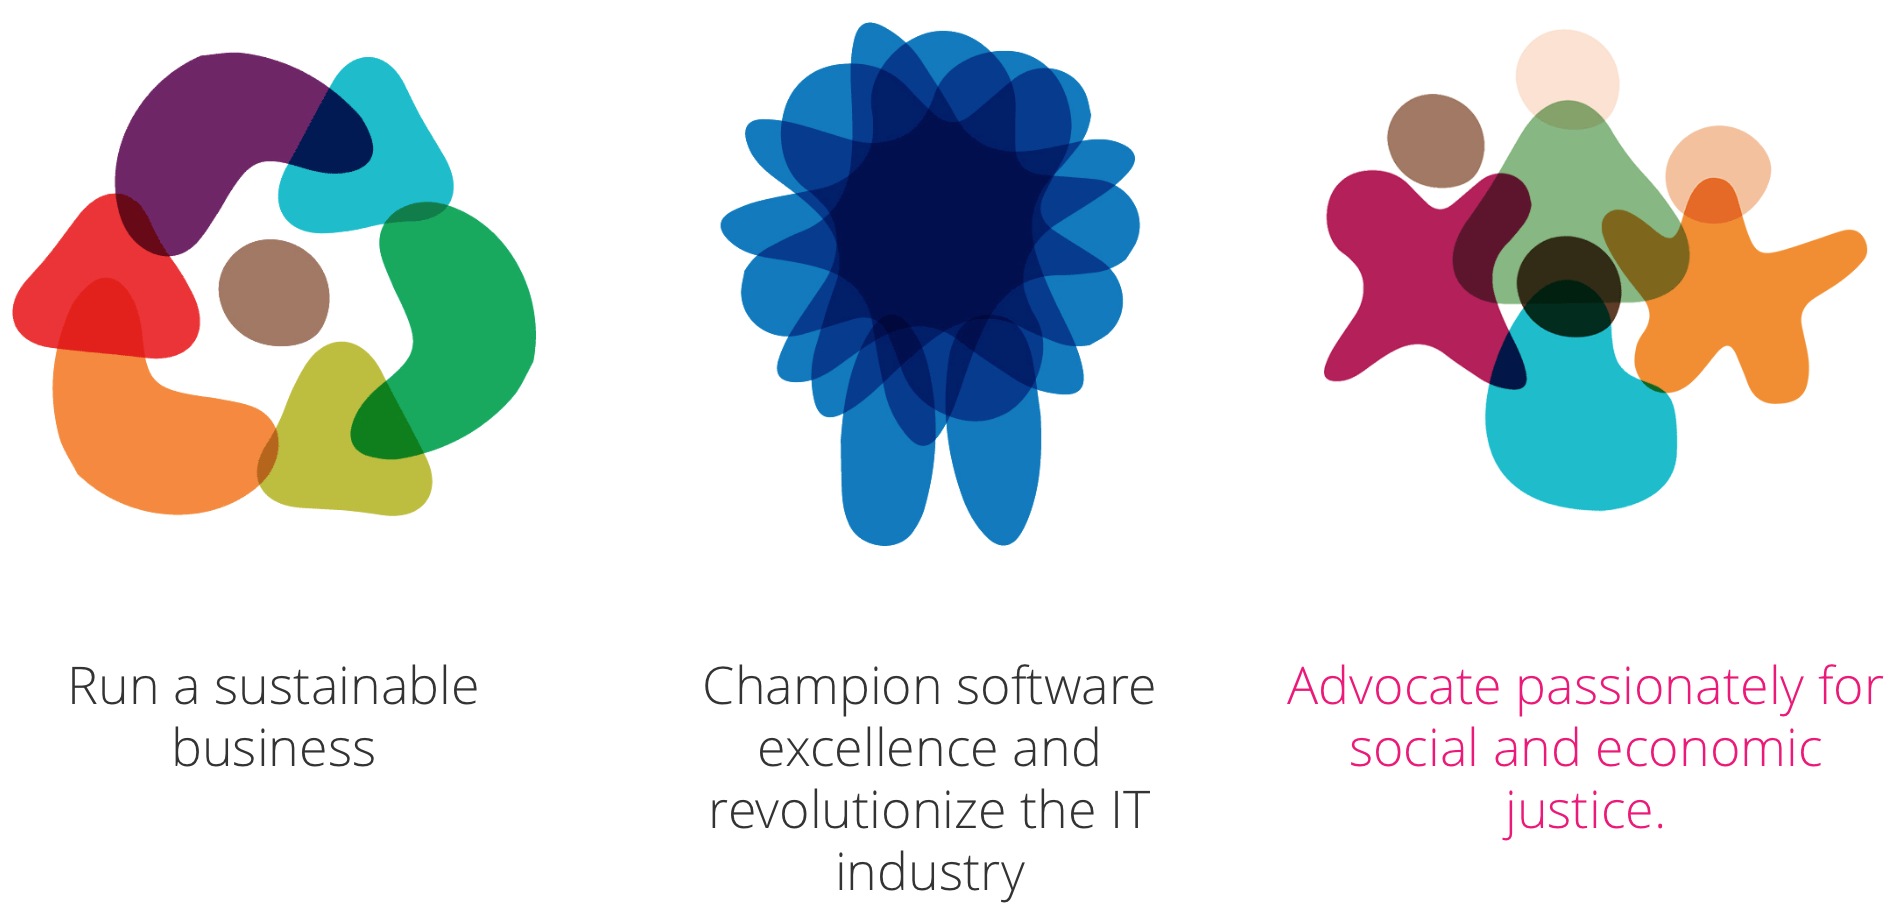 Run a sustainable
business
Champion software
excellence and
revolutionize the IT
industry
Advocate passionately for
social and economic
justice.